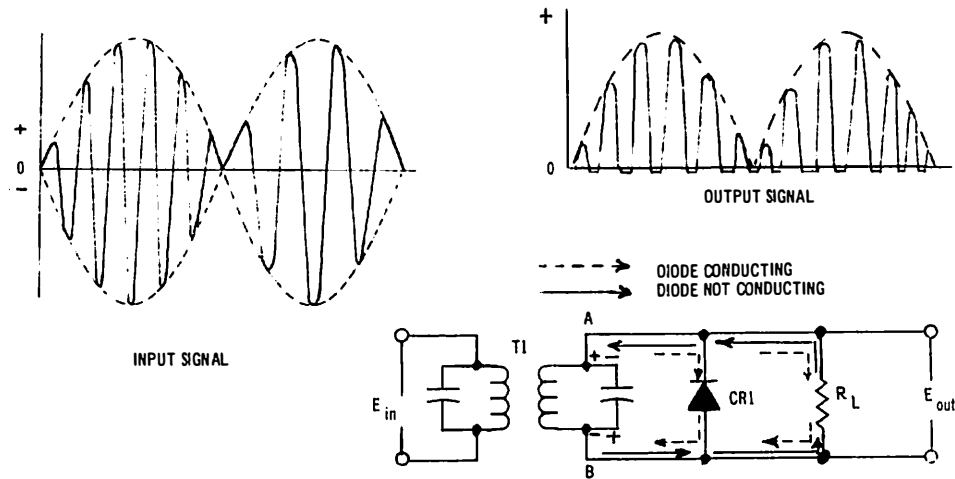 +
0
−
INPUT SIGNAL
+
0
OUTPUT SIGNAL
DIODE CONDUCTING
DIODE NOT CONDUCTING
A
T1
+ −
E in
CR1
R L
E out
− +
B